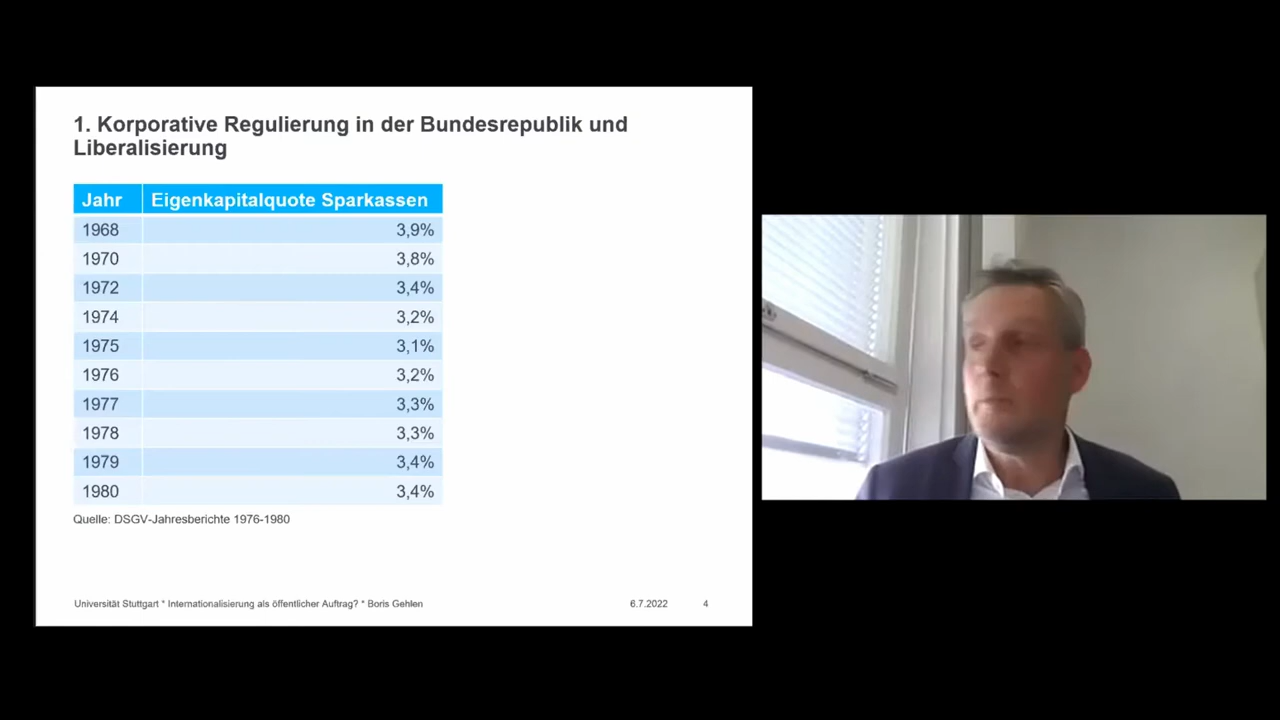 1. Korporative Regulierung in der Bundesrepublik und
Liberalisierung
Jahr Eigenkapitalquote Sparkassen
1968 3,9%
1970 3,8%
1972 3,4%
1974 3,2%
1975 3,1%
1976 3,2%
1977 3,3%
1978 3,3%
1979 3,4%
1980 3,4%
Quelle: DSGV-Jahresberichte 1976-1980
Universität Stuttgart * Internationalisierung als öffentlicher Auftrag? * Boris Gehlen 6.7.2022 4